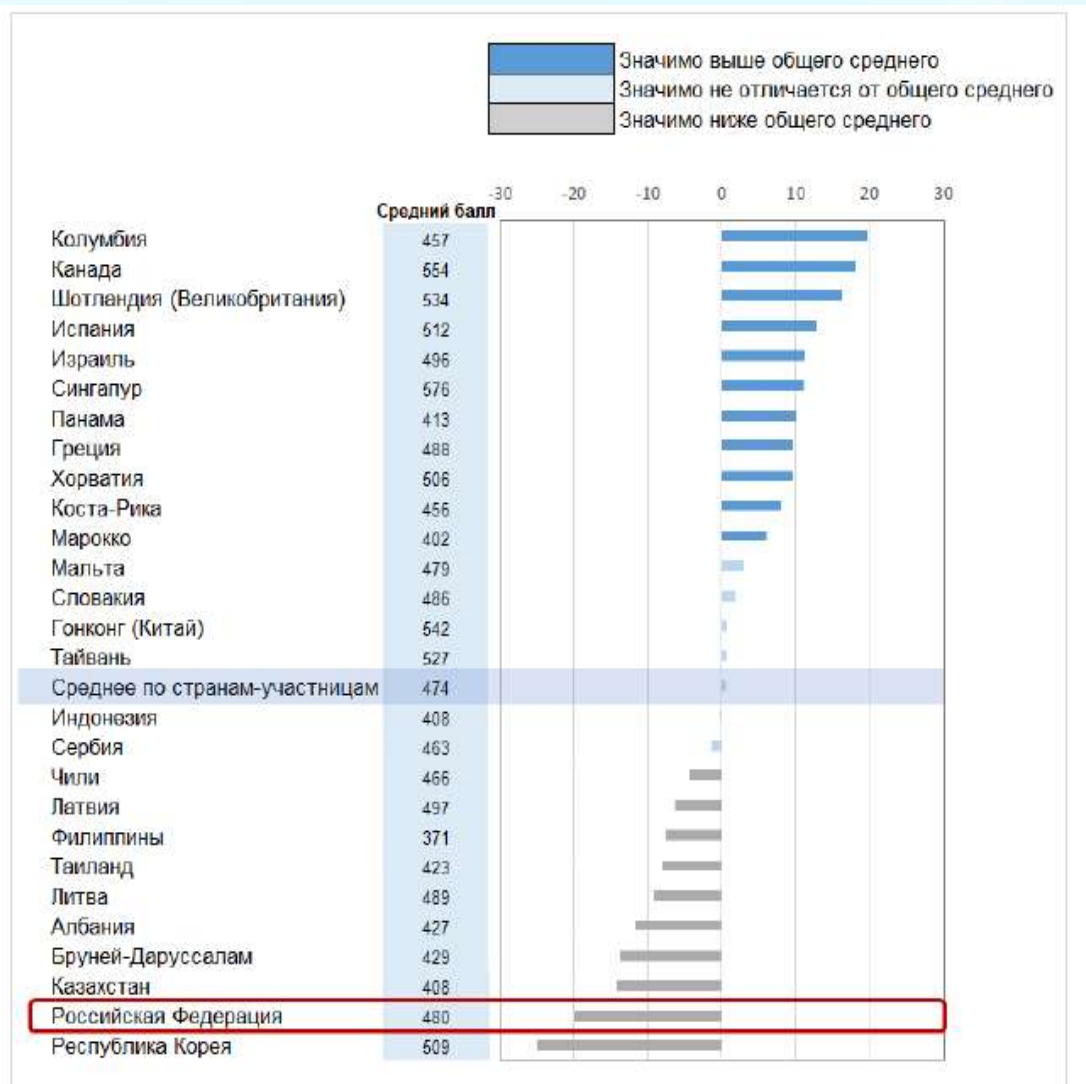 Значимо выше общего среднего
Значимо не отличается от общего среднего
Значимо ниже общего среднего
-30 -20 -10 0 10 20 30
Средний балл
Колумбия 457
Канада 554
Шотландия (Великобритания) 534
Испания 512
Израиль 496
Сингапур 576
Панама 413
Греция 488
Хорватия 506
Коста-Рика 456
Марокко 402
Мальта 479
Словакия 486
Гонконг (Китай) 542
Тайвань 527
Среднее по странам-участницам 474
Индонезия 408
Сербия 463
Чили 466
Латвия 497
Филиппины 371
Таиланд 423
Литва 489
Албания 427
Бруней-Даруссалам 429
Казахстан 408
Российская Федерация 480
Республика Корея 509